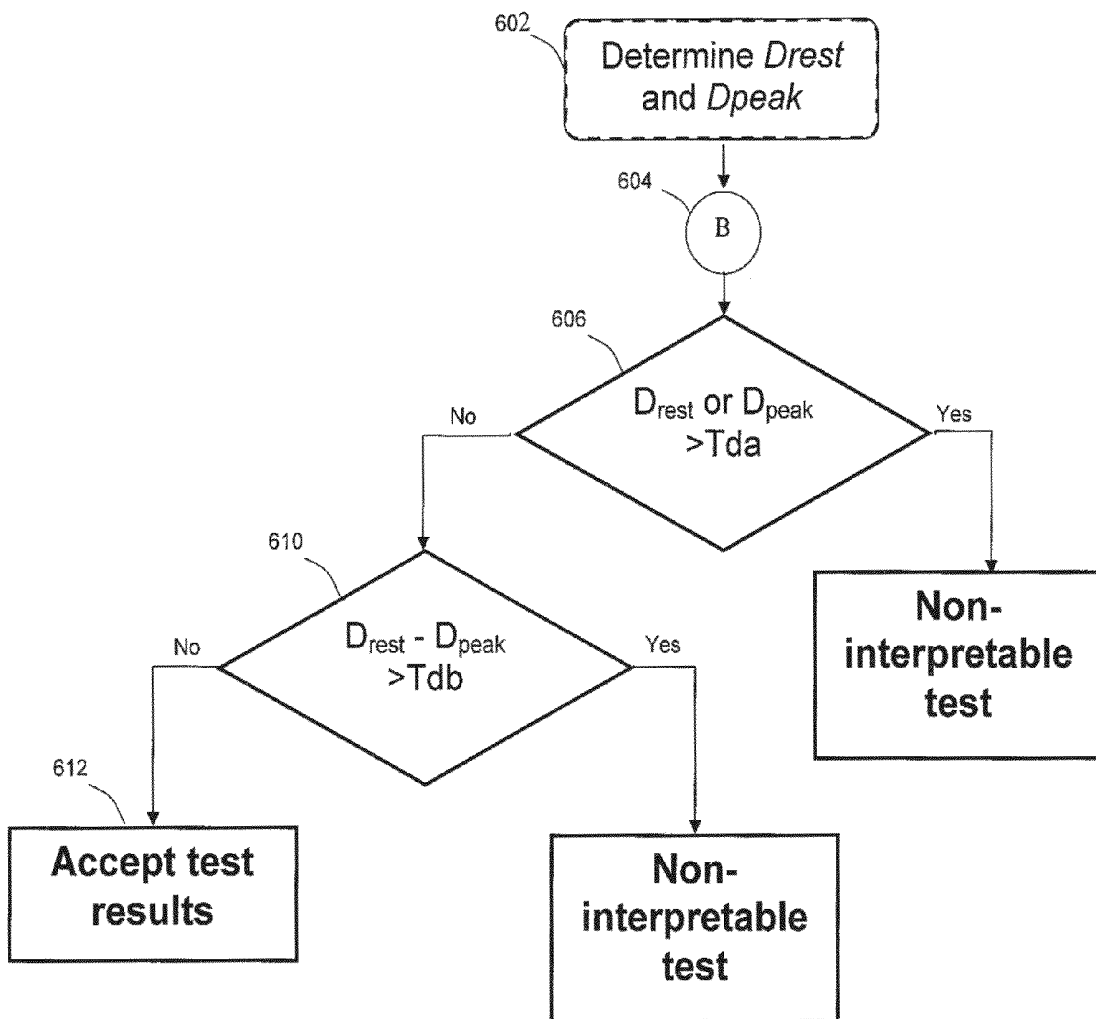 602
Determine Drest
and Dpeak
604
B
606
Drest or Dpeak
>Tda
No
Yes
610
Drest - Dpeak
>Tdb
No
Yes
Non-
interpretable
test
612
Accept test
results
Non-
interpretable
test